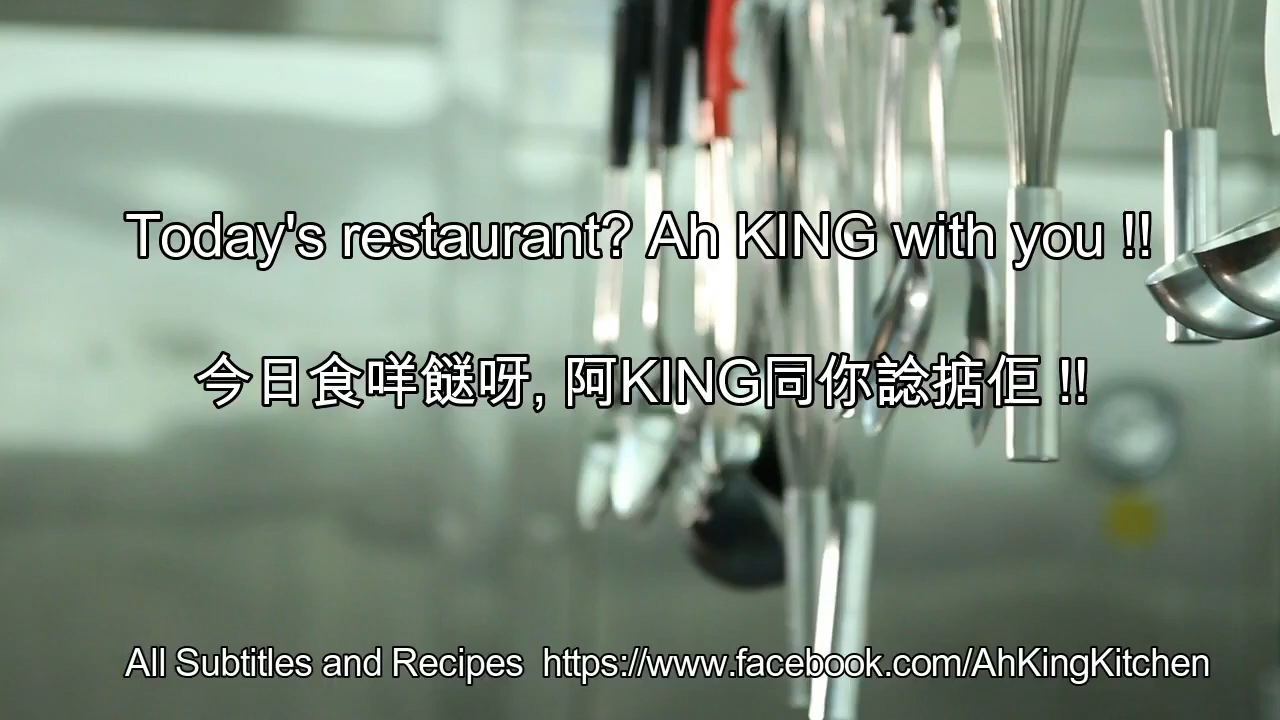 Today's restaurant? Ah KING with you !!
今日食咩餸呀, 阿KING同你諗掂佢 !!
All Subtitles and Recipes  https://www.facebook.com/AhKingKitchen